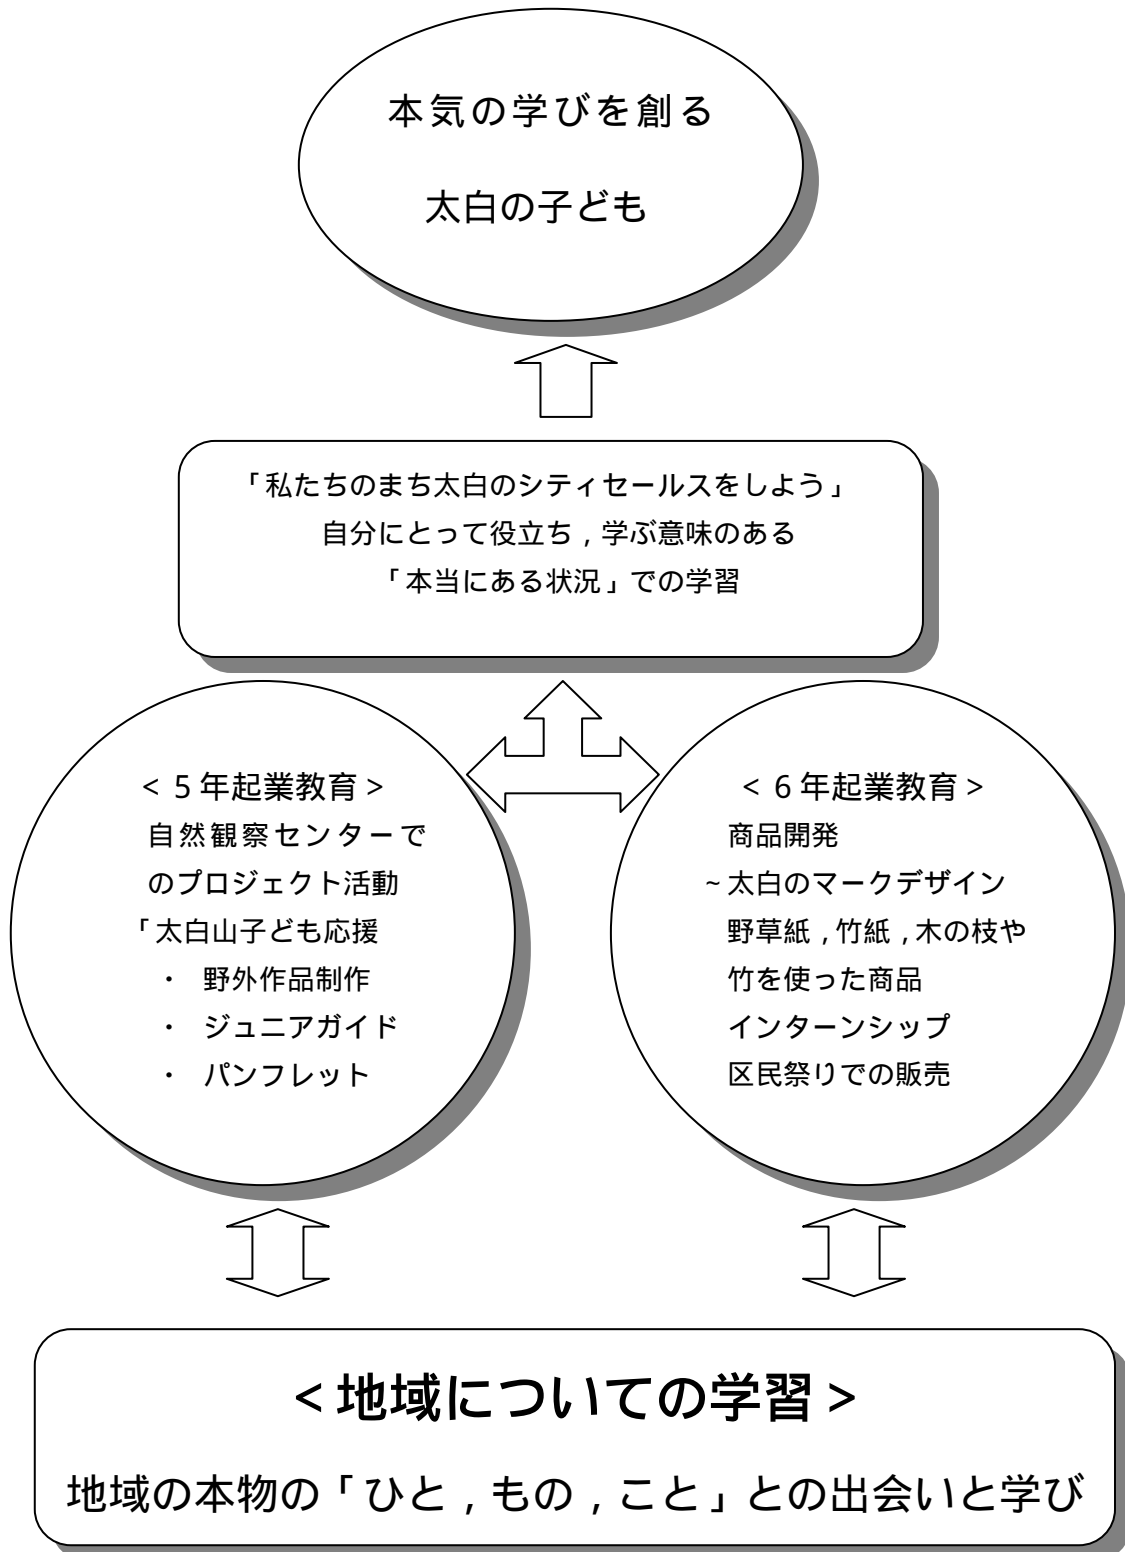 本気の学びを創る
太白の子ども
「私たちのまち太白のシティセールスをしよう」
自分にとって役立ち,学ぶ意味のある
「本当にある状況」での学習
<5年起業教育>
自然観察センターで
のプロジェクト活動
「太白山子ども応援
・ 野外作品制作
・ ジュニアガイド
・ パンフレット
<6年起業教育>
商品開発
~太白のマークデザイン
野草紙,竹紙,木の枝や
竹を使った商品
インターンシップ
区民祭りでの販売
<地域についての学習>
地域の本物の「ひと,もの,こと」との出会いと学び